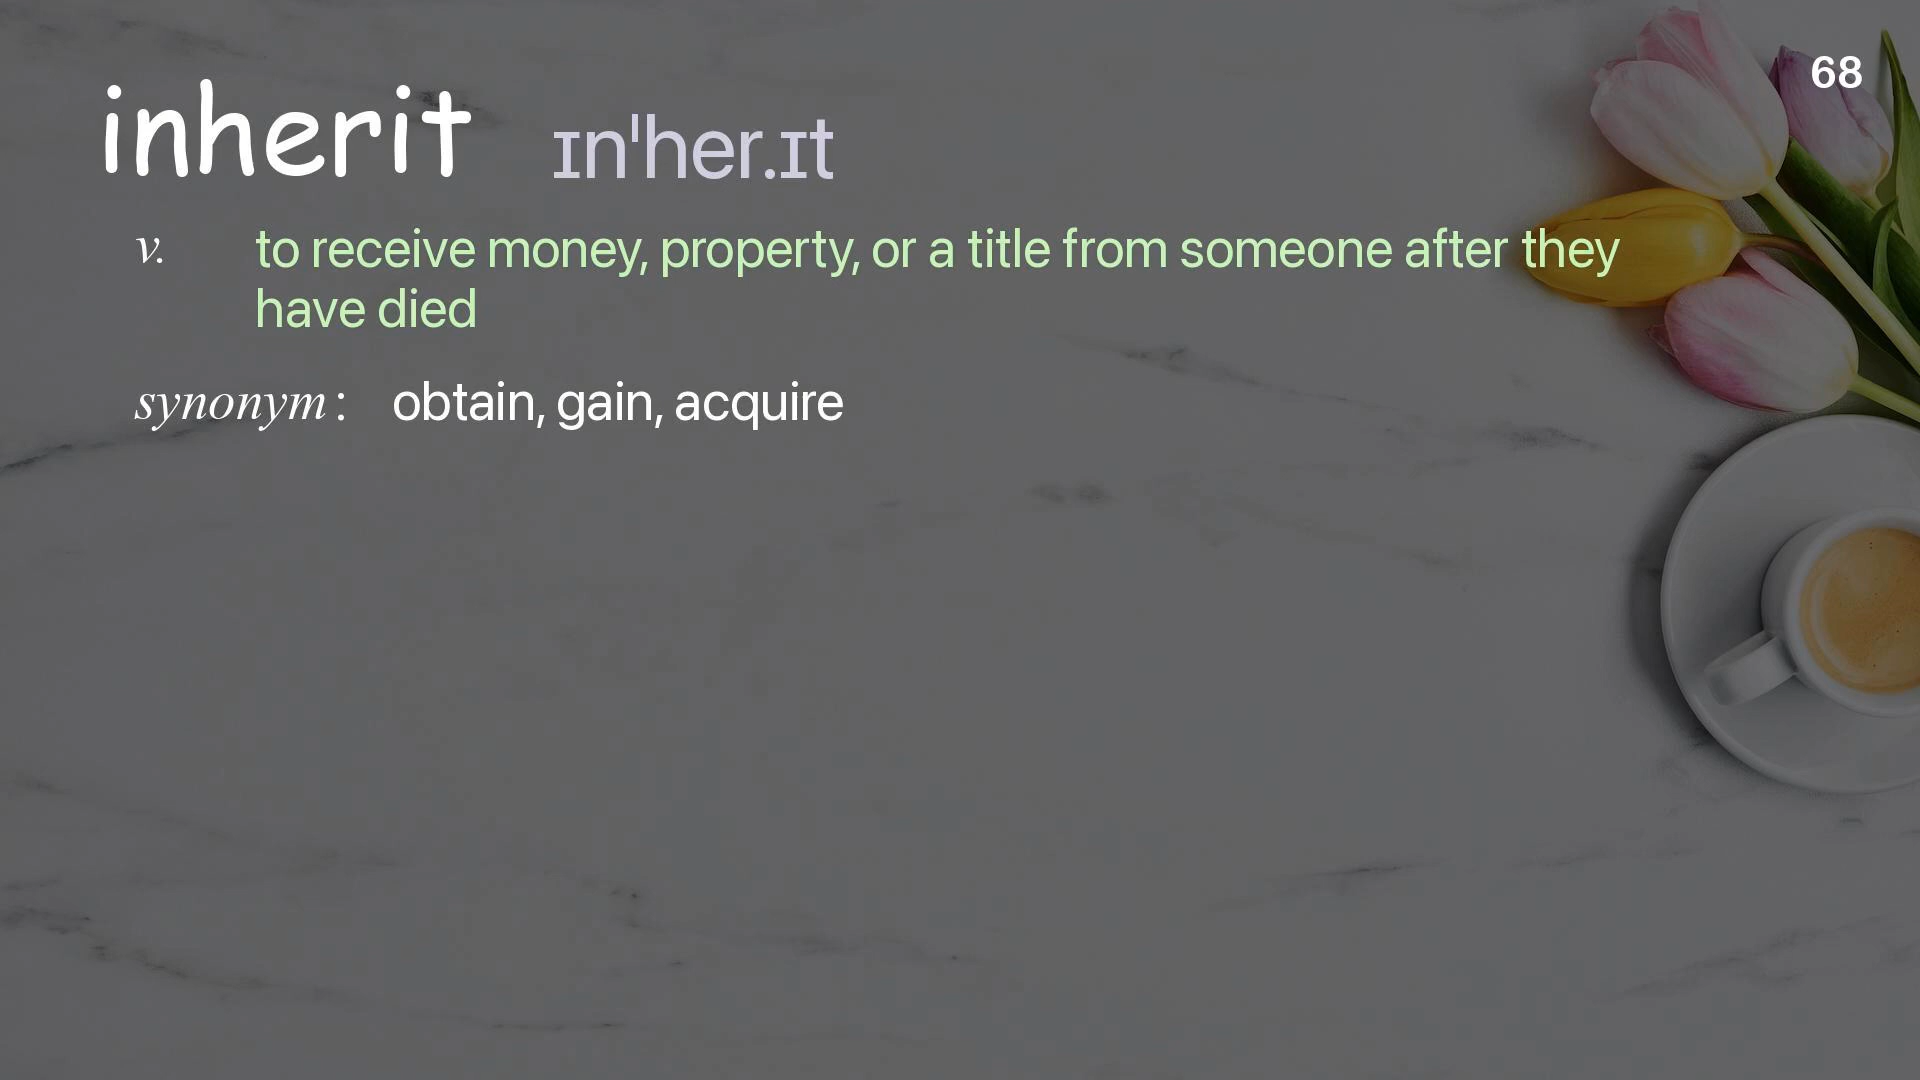 68
inherit ɪnˈher.ɪt
v. to receive money, property, or a title from someone after they
have died
synonym : obtain, gain, acquire